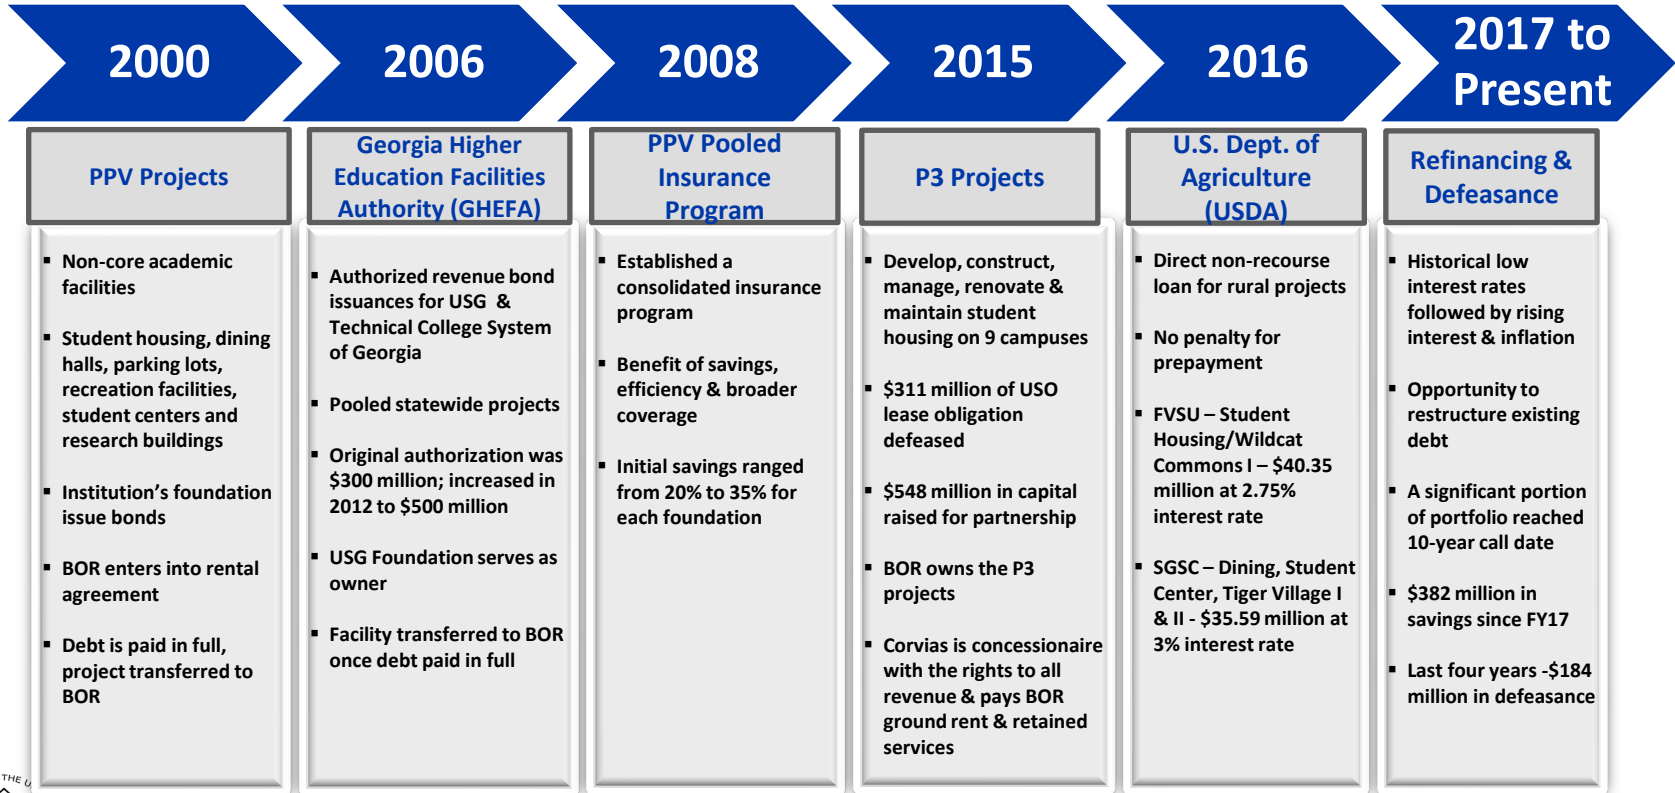 2000
2006
2008
2015
2016
2017 to
Present
PPV Projects
Georgia Higher
Education Facilities
Authority (GHEFA)
PPV Pooled
Insurance
Program
P3 Projects
U.S. Dept. of
Agriculture
(USDA)
Refinancing &
Defeasance
▪ Non-core academic
facilities
▪ Student housing, dining
halls, parking lots,
recreation facilities,
student centers and
research buildings
▪ Institution’s foundation
issue bonds
▪ BOR enters into rental
agreement
▪ Debt is paid in full,
project transferred to
BOR
▪ Authorized revenue bond
issuances for USG &
Technical College System
of Georgia
▪ Pooled statewide projects
▪ Original authorization was
$300 million; increased in
2012 to $500 million
▪ USG Foundation serves as
owner
▪ Facility transferred to BOR
once debt paid in full
▪ Established a
consolidated insurance
program
▪ Benefit of savings,
efficiency & broader
coverage
▪ Initial savings ranged
from 20% to 35% for
each foundation
▪ Develop, construct,
manage, renovate &
maintain student
housing on 9 campuses
▪ $311 million of USO
lease obligation
defeased
▪ $548 million in capital
raised for partnership
▪ BOR owns the P3
projects
▪ Corvias is concessionaire
with the rights to all
revenue & pays BOR
ground rent & retained
services
▪ Direct non-recourse
loan for rural projects
▪ No penalty for
prepayment
▪ FVSU – Student
Housing/Wildcat
Commons I – $40.35
million at 2.75%
interest rate
▪ SGSC – Dining, Student
Center, Tiger Village I
& II - $35.59 million at
3% interest rate
▪ Historical low
interest rates
followed by rising
interest & inflation
▪ Opportunity to
restructure existing
debt
▪ A significant portion
of portfolio reached
10-year call date
▪ $382 million in
savings since FY17
▪ Last four years -$184
million in defeasance
THE